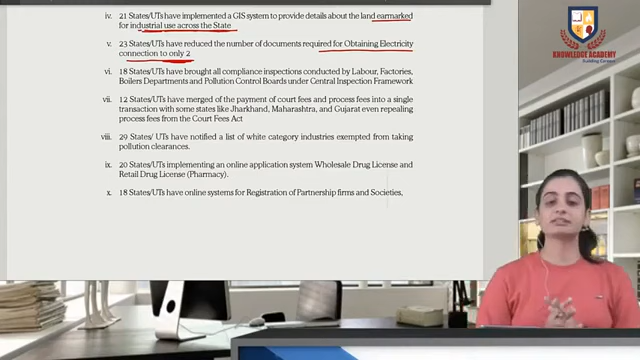 iv. 21 States/UTs have implemented a GIS system to provide details about the land earmarked
for industrial use across the State
v. 23 States/UTs have reduced the number of documents required for Obtaining Electricity
connection to only 2
vi. 18 States/UTs have brought all compliance inspections conducted by Labour, Factories,
Boilers Departments and Pollution Control Boards under Central Inspection Framework
vii. 12 States/UTs have merged of the payment of court fees and process fees into a single
transaction with some states like Jharkhand, Maharashtra, and Gujarat even repealing
process fees from the Court Fees Act
viii. 29 States/ UTs have notified a list of white category industries exempted from taking
pollution clearances.
ix. 20 States/UTs implementing an online application system Wholesale Drug License and
Retail Drug License (Pharmacy).
x. 18 States/UTs have online systems for Registration of Partnership firms and Societies,
KNOWLEDGE ACADEMY
Building Career